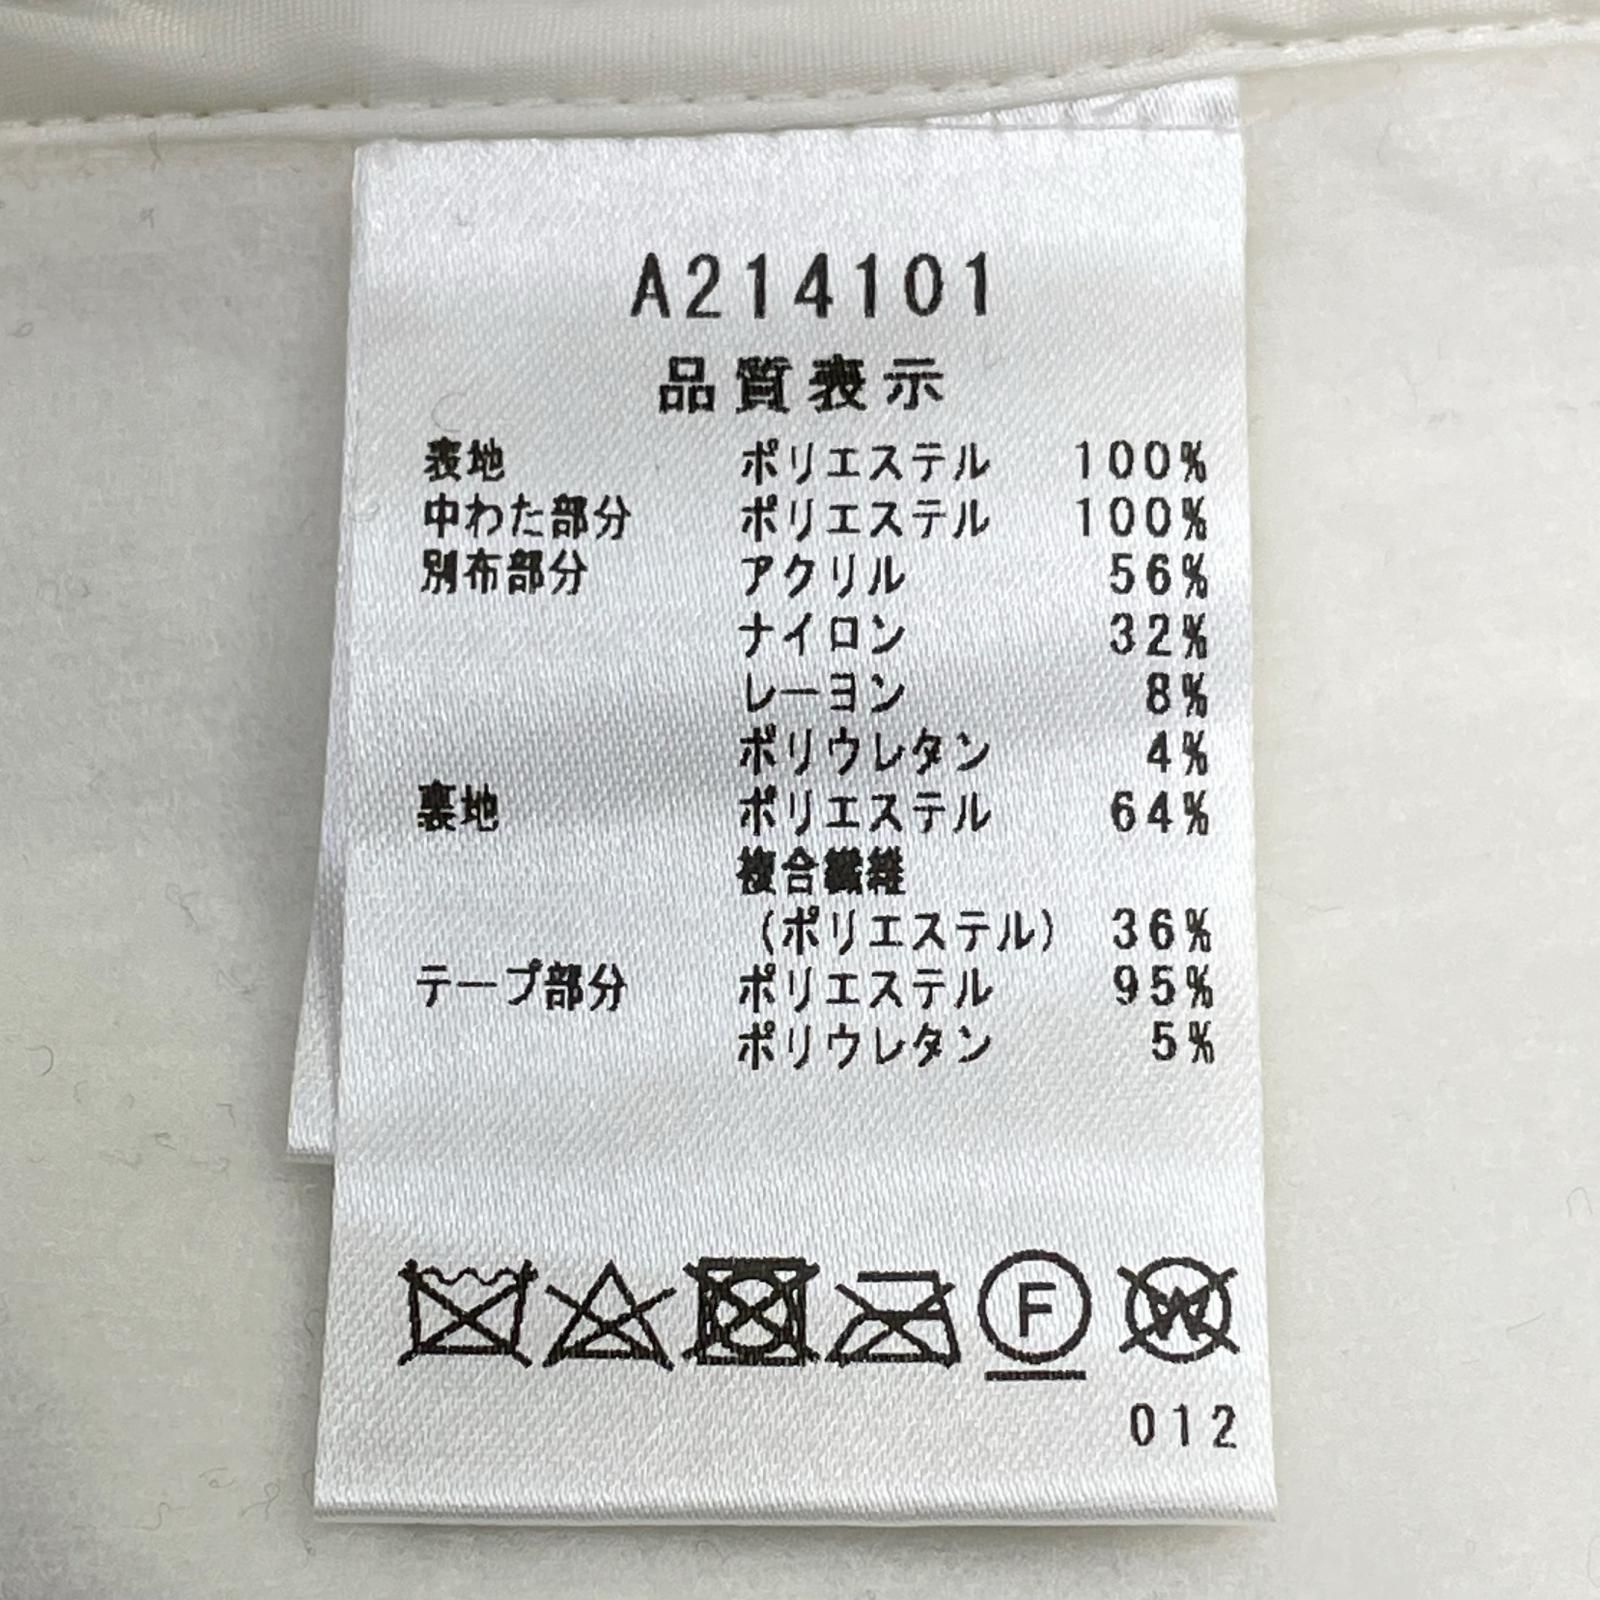 A214101
品質表示
表地 ポリエステル 100%
中わた部分 ポリエステル 100%
別布部分 アクリル 56%
ナイロン 32%
レーヨン 8%
ポリウレタン 4%
裏地 ポリエステル 64%
複合繊維
(ポリエステル) 36%
テープ部分 ポリエステル 95%
ポリウレタン 5%
F W
012